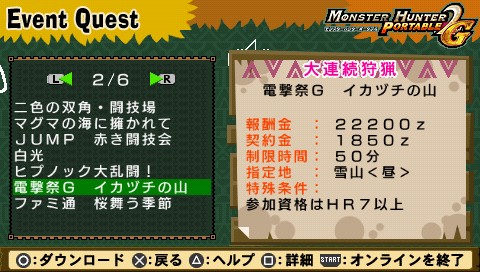 Event Quest
MONSTER HUNTER
PORTABLE 2nd G
L 2/6 R
二色の双角・闘技場
マグマの海に擁かれて
ＪＵＭＰ　赤き闘技会
白光
ヒプノック大乱闘！
電撃祭Ｇ　イカヅチの山
ファミ通　桜舞う季節
大連続狩猟
電撃祭Ｇ　イカヅチの山
報酬金　：　２２２００ｚ
契約金　：　１８５０ｚ
制限時間：　５０分
指定地　：　雪山＜昼＞
特殊条件：
参加資格はＨＲ７以上
○:ダウンロード ×:戻る △:ヘルプ □:詳細 START:オンラインを終了